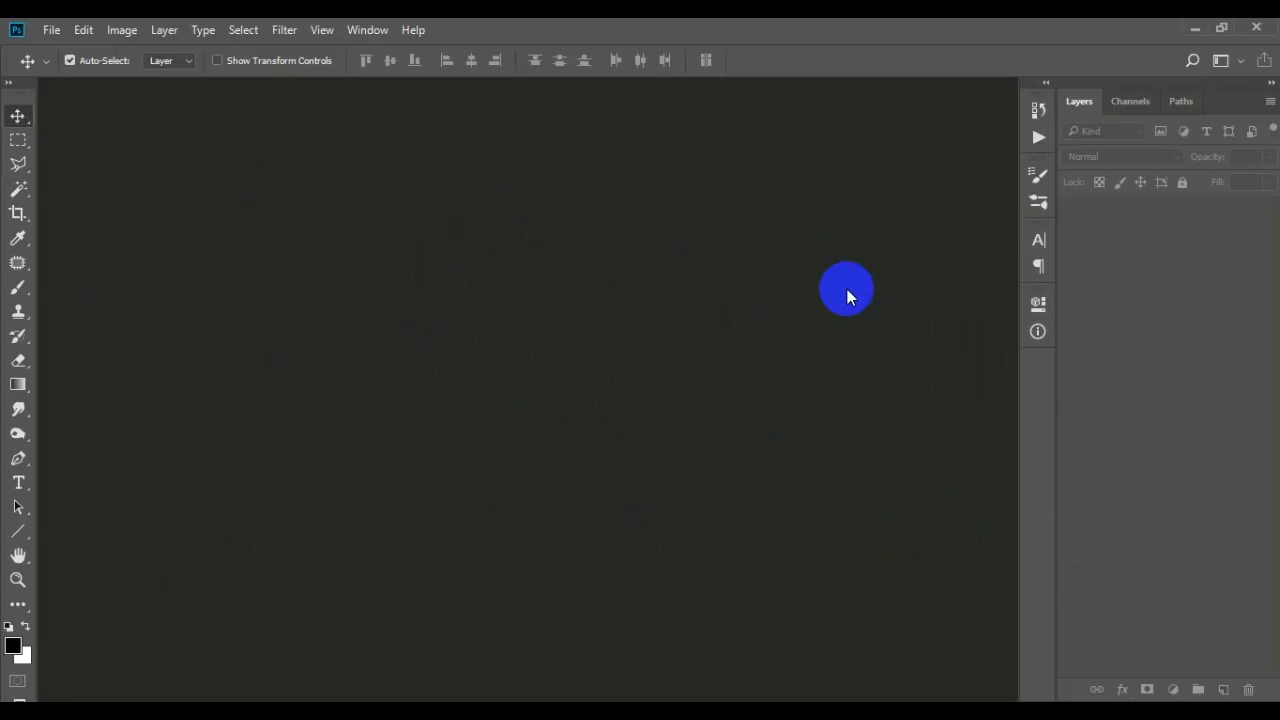 Ps File Edit Image Layer Type Select Filter View Window Help
Auto-Select: Layer Show Transform Controls
Layers Channels Paths
Kind
Normal Opacity:
Lock: Fill: